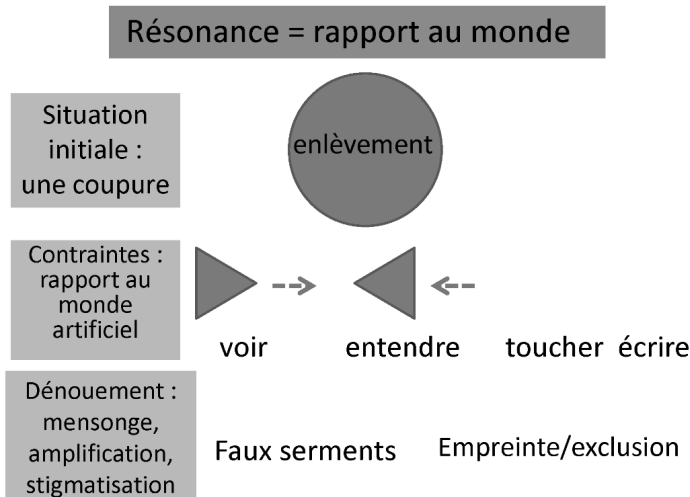 Résonance = rapport au monde
Situation
initiale :
une coupure
enlèvement
Contraintes :
rapport au
monde
artificiel
voir entendre toucher écrire
Dénouement :
mensonge,
amplification,
stigmatisation
Faux serments Empreinte/exclusion